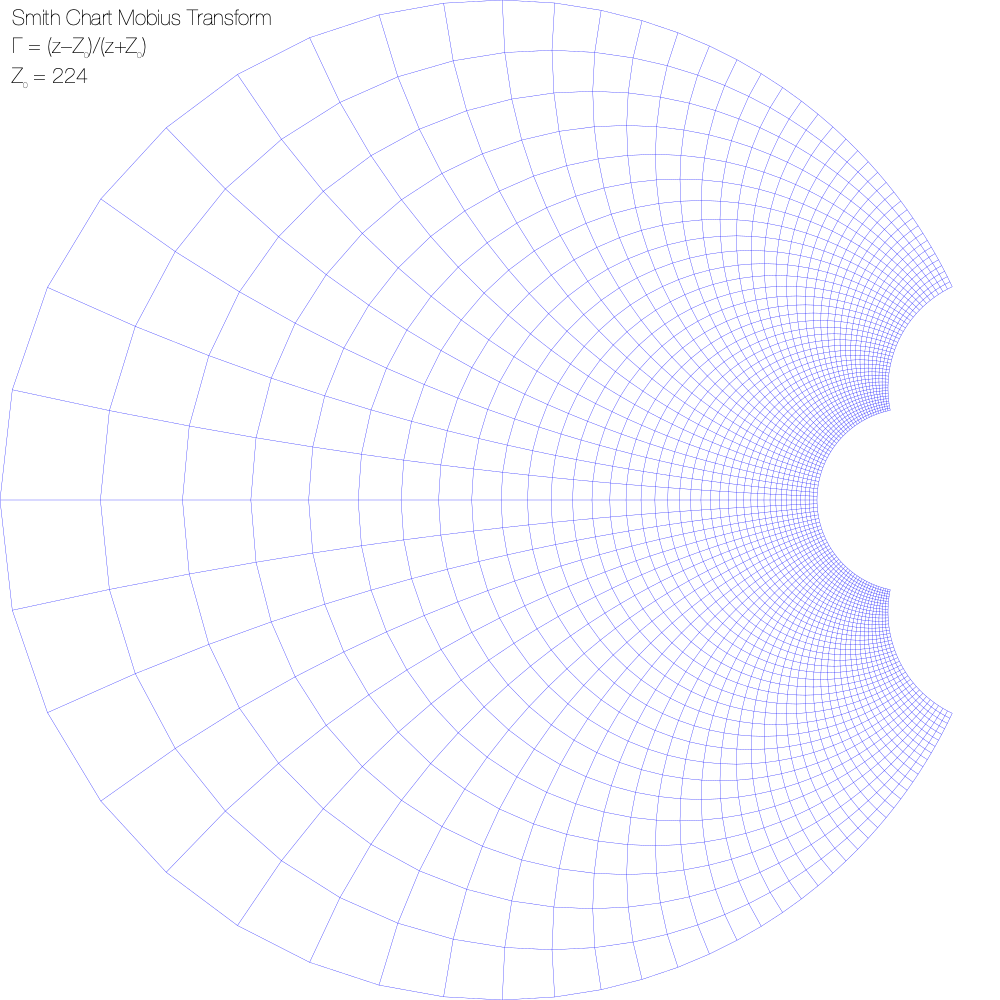 Smith Chart Mobius Transform
Γ = (z−Z₀)/(z+Z₀)
Z₀ = 224